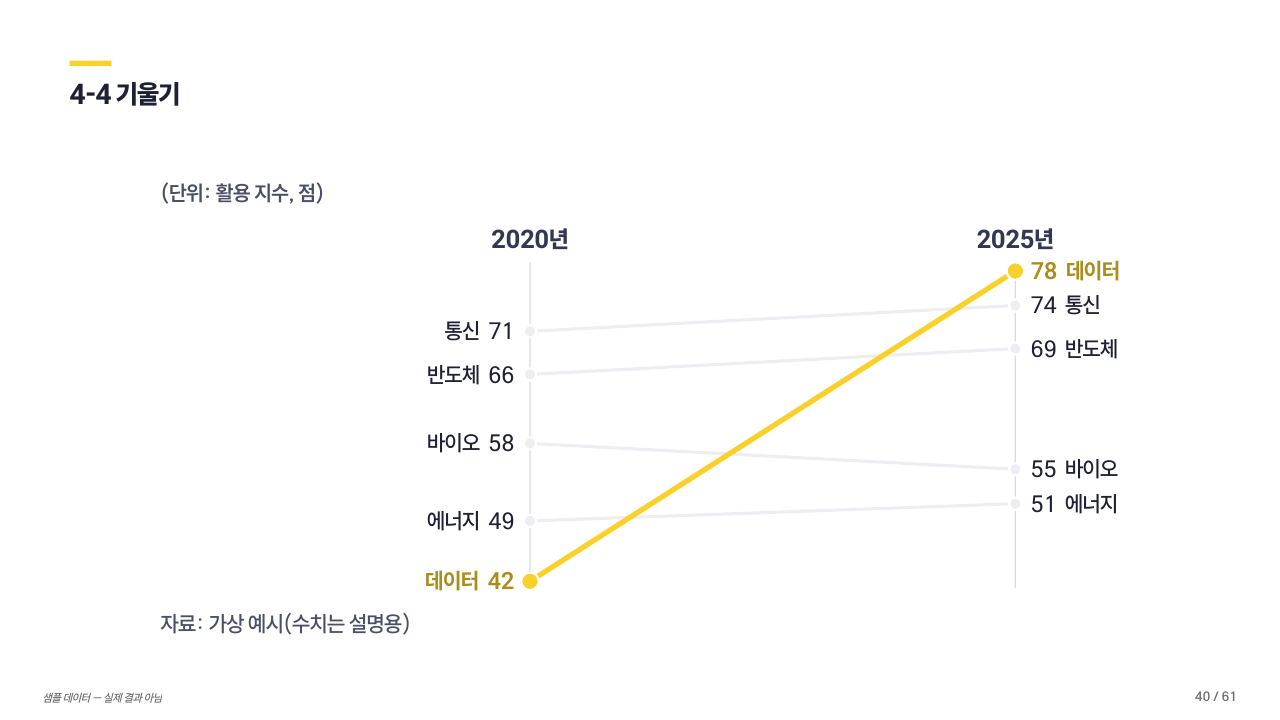 4-4 기울기
(단위: 활용 지수, 점)
2020년
2025년
78 데이터
74 통신
통신 71
69 반도체
반도체 66
바이오 58
55 바이오
51 에너지
에너지 49
데이터 42
자료: 가상 예시(수치는 설명용)
샘플 데이터 – 실제 결과 아님
40 / 61